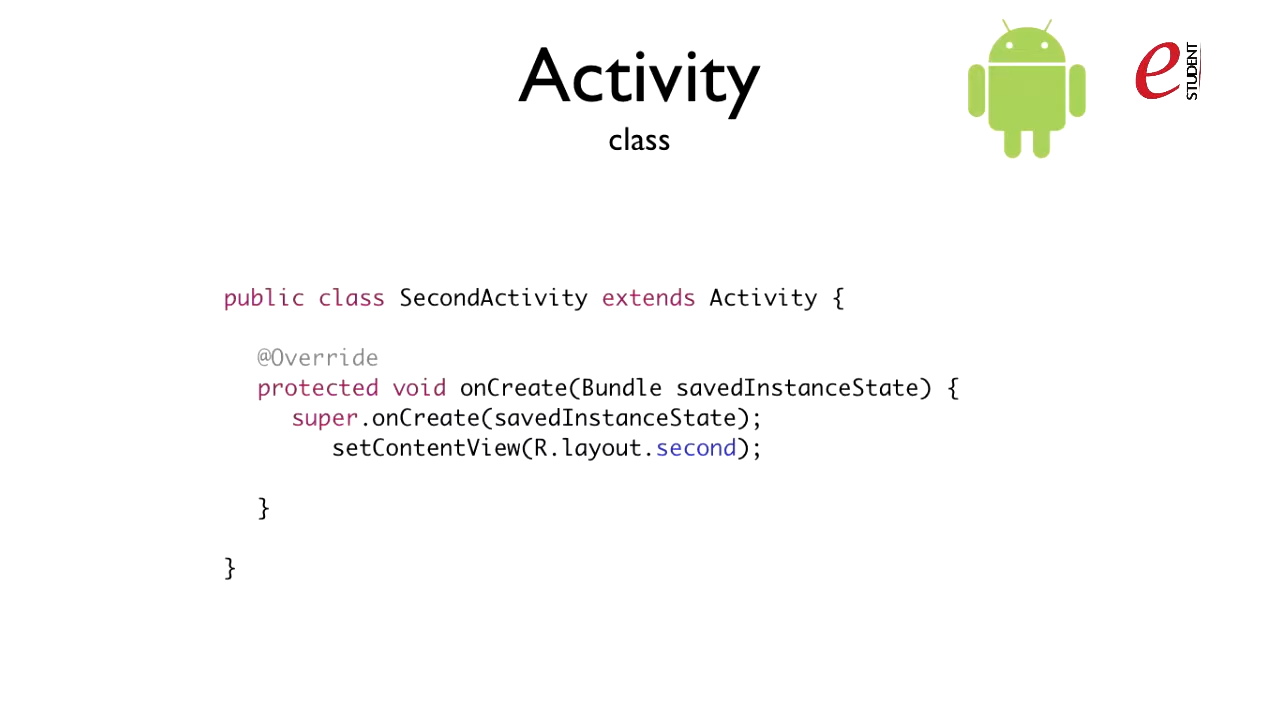 Activity
class
e STUDENT
public class SecondActivity extends Activity {
@Override
protected void onCreate(Bundle savedInstanceState) {
super.onCreate(savedInstanceState);
setContentView(R.layout.second);
}
}